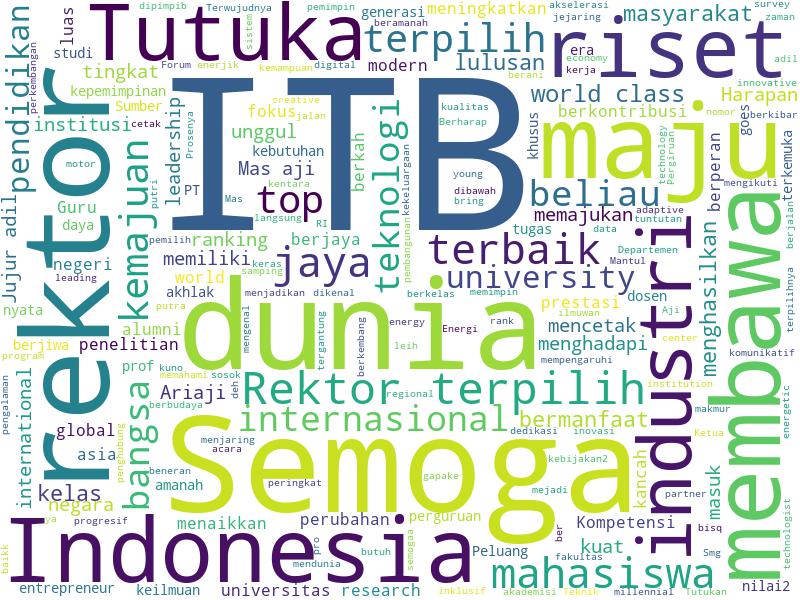 Tutuka
ITB
riset
maju
rektor
dunia
Semoga
Indonesia
membawa
industri
mahasiswa
Rektor terpilih
internasional
terbaik
university
beliau
terpilih
jaya
top
teknologi
kemajuan
bangsa
pendidikan
world class
lulusan
masyarakat
meningkatkan
generasi
modern
berkontribusi
Harapan
khusus
goes
berperan
terkemuka
menghasilkan
memajukan
tugas
data
prestasi
dosen
mencetak
menghadapi
bermanfaat
kancah
masuk
Kompetensi
kuat
Peluang
perguruan
perubahan
menaikkan
universitas
research
keilmuan
entrepreneur
negara
kelas
asia
global
international
penelitian
berjiwa
alumni
prof
Ariaji
akhlak
world
memiliki
ranking
berjaya
negeri
daya
Guru
institusi
tingkat
kepemimpinan
Sumber
studi
luas
Jujur adil
nyata
leadership
unggul
fokus
jalan
kebutuhan
Mas aji
berkah
PT
Mas
langsung
RI
kentara
creative
kemampuan
digital
enerjik
Forum
sistem
dipimpib
Terwujudnya
pemimpin
beramanah
jejaring
akselerasi
survey
zaman
era
kerja
economy
adil
innovative
nomor
berkibar
berani
kualitas
Berharap
young
dibawah
bring
kekeluargaan
pembangunan
technology
Perguruan
adaptive
tuntutan
Departemen
Mantul
mengikuti
berjalan
terpilihnya
Aji
center
komunikatif
institution
makmur
Ketua
energetic
technologist
partner
bisq
Smg
nilai2
millennial
Tutukan
Teknik
akademisi
inklusif
fakultas
ber
mejadi
kebijakan2
dedikasi
inovasi
gapake
semogaa
butuh
pro
mendunia
peringkat
amanah
beneran
acara
menjaring
penghubung
progresif
ya
baikk
pengalaman
program
leading
motor
cetak
perkembangan
putri
Prosenya
pemilih
keras
samping
menjadikan
dikenal
putra
mengenal
kuno
memahami
sosok
deh
berbudaya
tergantung
berkembang
energy
Energi
rank
leih
regional
mempengaruhi
ilmuwan
berkelas
memimpin